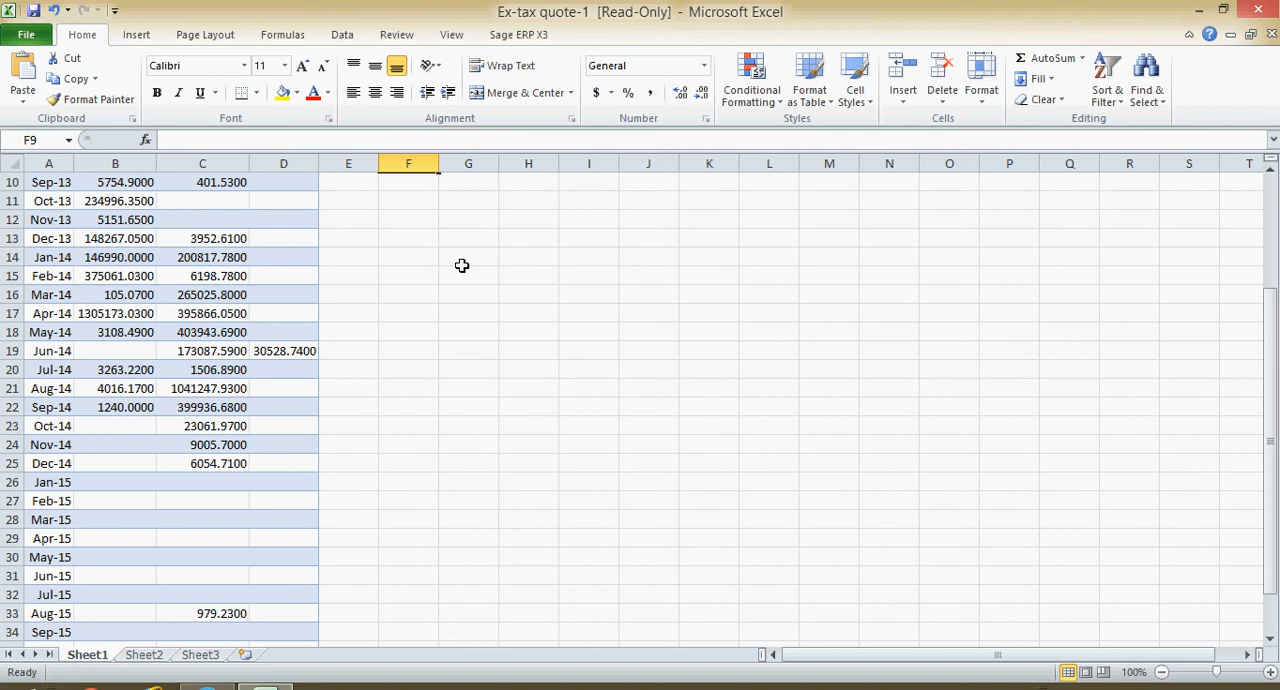 Ex-tax quote-1 [Read-Only] - Microsoft Excel
File Home Insert Page Layout Formulas Data Review View Sage ERP X3
Paste Cut Copy Format Painter Clipboard
Calibri 11 B I U A Font
Wrap Text Merge & Center Alignment
General $ % , Number
Conditional Formatting Format as Table Cell Styles Styles
Insert Delete Format Cells
Σ AutoSum Fill Clear Sort & Filter Find & Select Editing
F9 fx
A B C D E F G H I J K L M N O P Q R S T
10 Sep-13 5754.9000 401.5300
11 Oct-13 234996.3500
12 Nov-13 5151.6500
13 Dec-13 148267.0500 3952.6100
14 Jan-14 146990.0000 200817.7800
15 Feb-14 375061.0300 6198.7800
16 Mar-14 105.0700 265025.8000
17 Apr-14 1305173.0300 395866.0500
18 May-14 3108.4900 403943.6900
19 Jun-14 173087.5900 30528.7400
20 Jul-14 3263.2200 1506.8900
21 Aug-14 4016.1700 1041247.9300
22 Sep-14 1240.0000 399936.6800
23 Oct-14 23061.9700
24 Nov-14 9005.7000
25 Dec-14 6054.7100
26 Jan-15
27 Feb-15
28 Mar-15
29 Apr-15
30 May-15
31 Jun-15
32 Jul-15
33 Aug-15 979.2300
34 Sep-15
Sheet1 Sheet2 Sheet3
Ready 100%